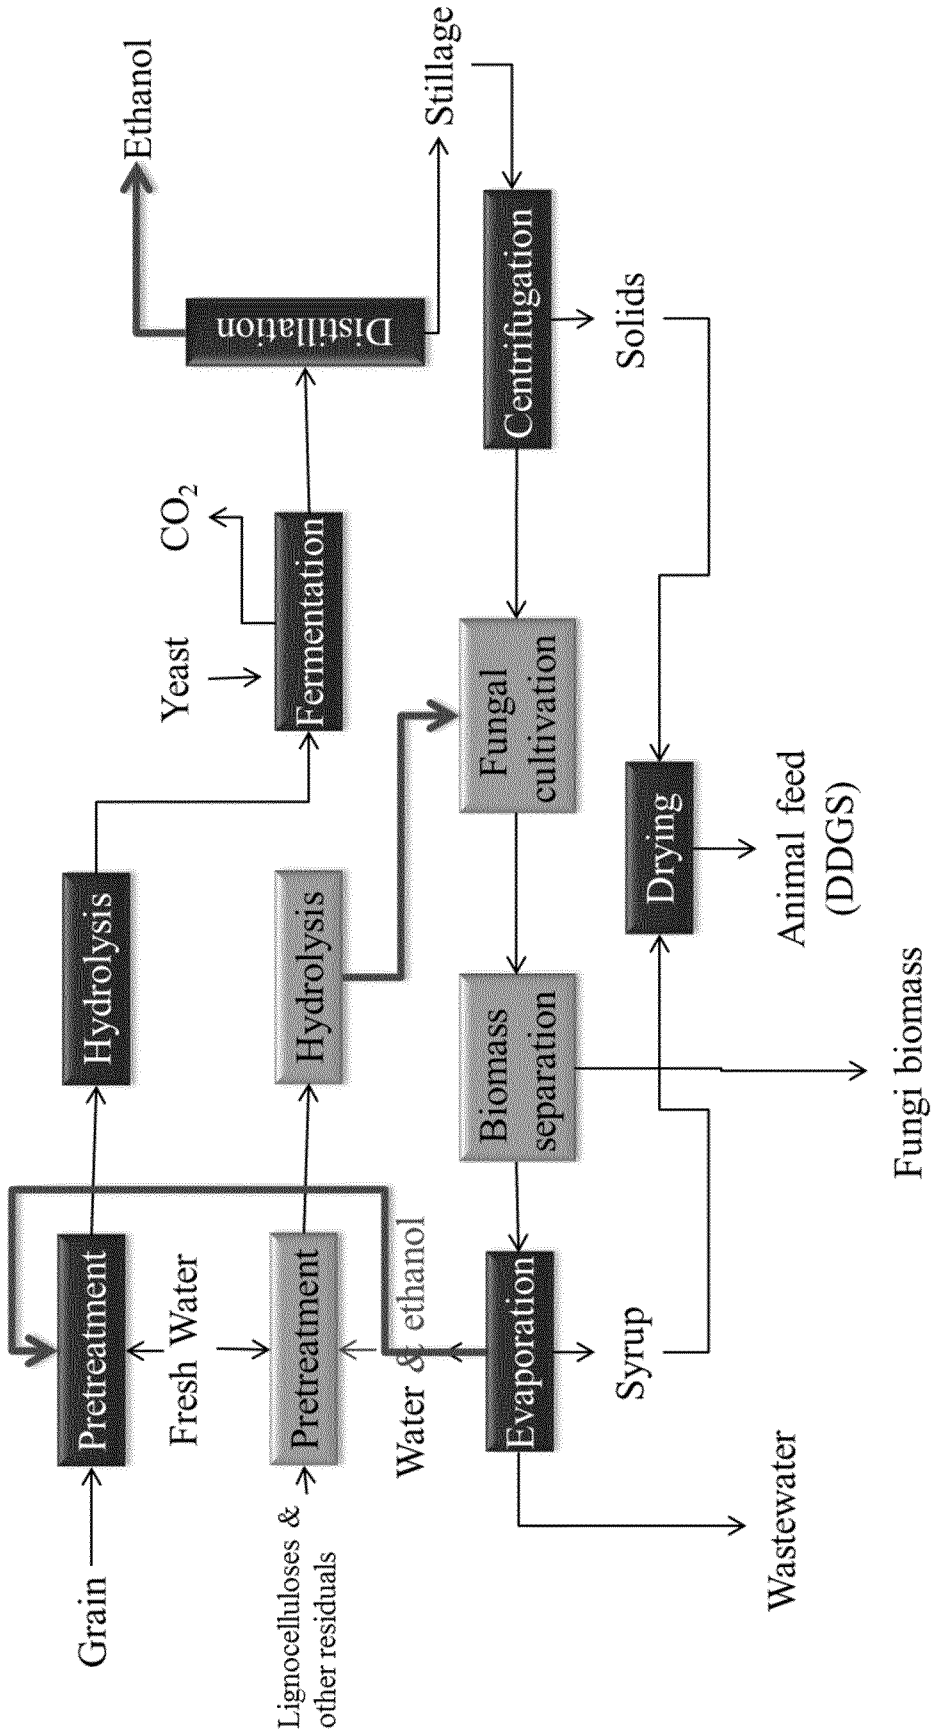 Grain
Pretreatment
Hydrolysis
Fermentation
Yeast
CO2
Distillation
Ethanol
Stillage
Fresh Water
Lignocelluloses &
other residuals
Pretreatment
Hydrolysis
Water & ethanol
Evaporation
Biomass
separation
Fungal
cultivation
Centrifugation
Syrup
Drying
Solids
Wastewater
Animal feed
(DDGS)
Fungi biomass